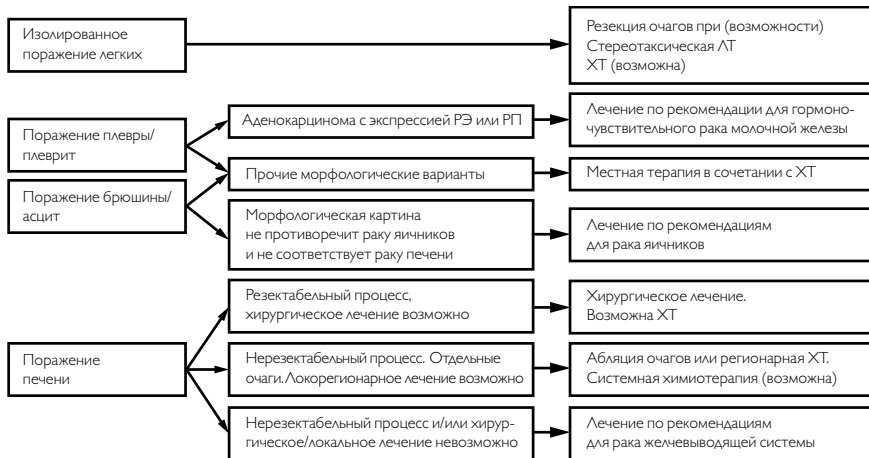 Изолированное
поражение легких
Резекция очагов при (возможности)
Стереотаксическая ЛТ
ХТ (возможна)
Поражение плевры/
плеврит
Аденокарцинома с экспрессией РЭ или РП
Лечение по рекомендации для гормоно-
чувствительного рака молочной железы
Прочие морфологические варианты
Местная терапия в сочетании с ХТ
Поражение брюшины/
асцит
Морфологическая картина
не противоречит раку яичников
и не соответствует раку печени
Лечение по рекомендациям
для рака яичников
Поражение
печени
Резектабельный процесс,
хирургическое лечение возможно
Хирургическое лечение.
Возможна ХТ
Нерезектабельный процесс. Отдельные
очаги. Локорегионарное лечение возможно
Абляция очагов или регионарная ХТ.
Системная химиотерапия (возможна)
Нерезектабельный процесс и/или хирур-
гическое/локальное лечение невозможно
Лечение по рекомендациям
для рака желчевыводящей системы